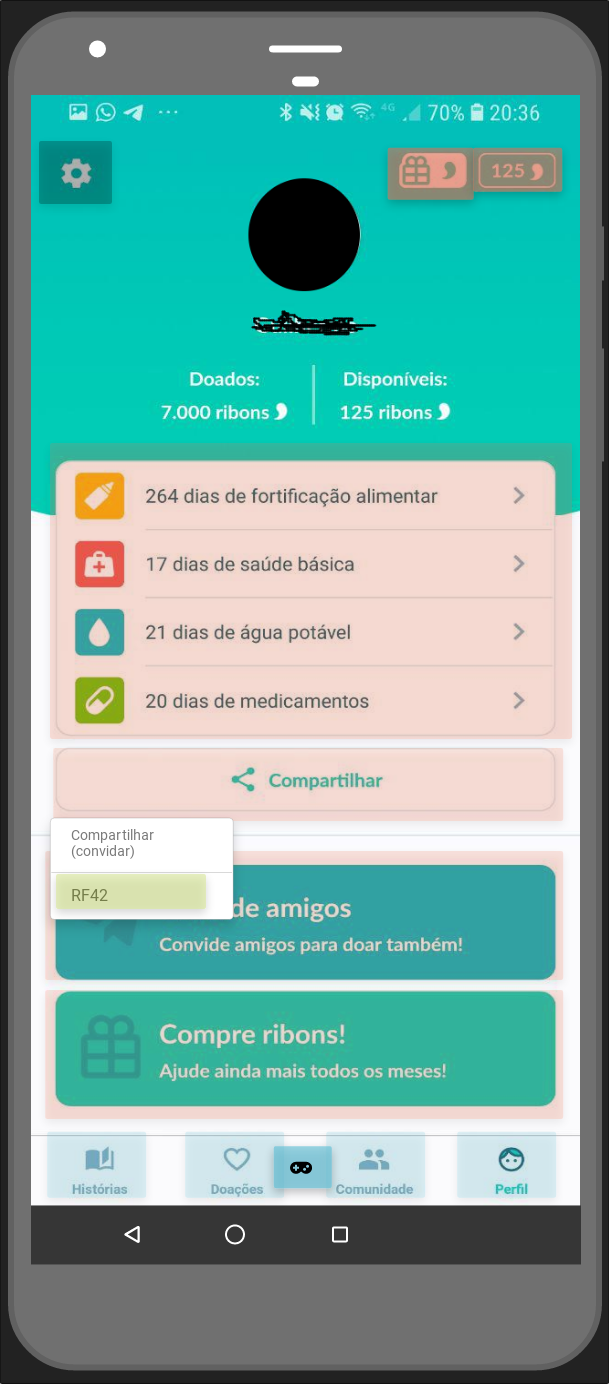 4G 70% 20:36
125
Doados:
7.000 ribons
Disponíveis:
125 ribons
264 dias de fortificação alimentar
17 dias de saúde básica
21 dias de água potável
20 dias de medicamentos
Compartilhar
Compartilhar
(convidar)
RF42
de amigos
Convide amigos para doar também!
Compre ribons!
Ajude ainda mais todos os meses!
Histórias
Doações
Comunidade
Perfil